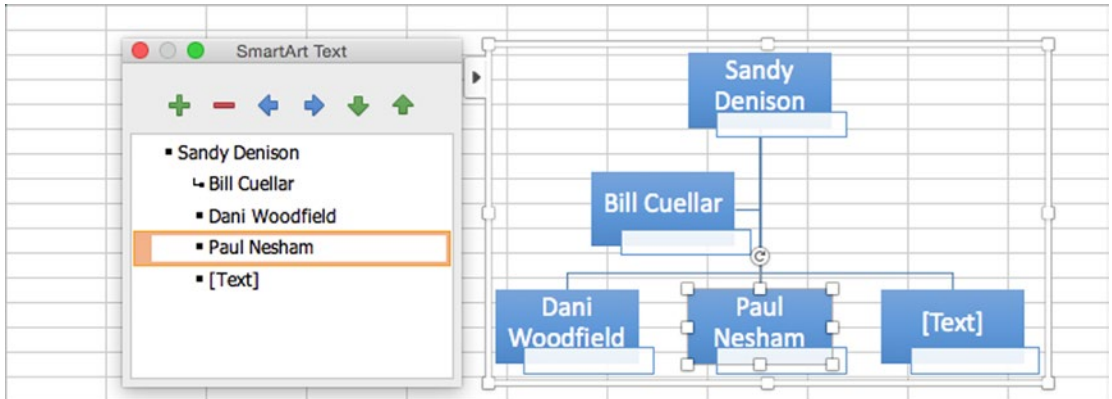 SmartArt Text
Sandy Denison
Bill Cuellar
Dani Woodfield
Paul Nesham
[Text]
Sandy
Denison
Bill Cuellar
Dani
Woodfield
Paul
Nesham
[Text]